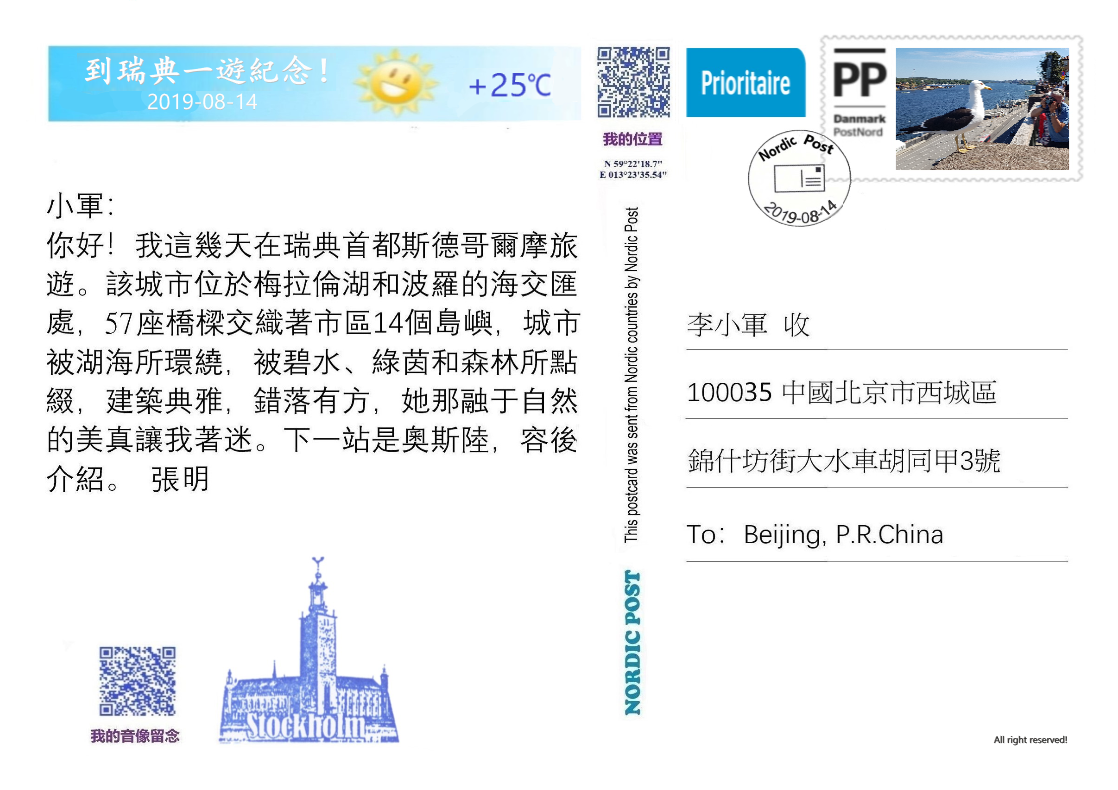 到瑞典一遊紀念！
2019-08-14
+25℃
我的位置
N 59°22'18.7"
E 013°23'35.54"
Prioritaire
PP
Danmark
PostNord
Nordic Post
2019-08-14
小軍：
你好！我這幾天在瑞典首都斯德哥爾摩旅
遊。該城市位於梅拉倫湖和波羅的海交匯
處，57座橋樑交織著市區14個島嶼，城市
被湖海所環繞，被碧水、綠茵和森林所點
綴，建築典雅，錯落有方，她那融于自然
的美真讓我著迷。下一站是奧斯陸，容後
介紹。 張明
This postcard was sent from Nordic countries by Nordic Post
NORDIC POST
李小軍 收
100035 中國北京市西城區
錦什坊街大水車胡同甲3號
To：Beijing, P.R.China
Stockholm
我的音像留念
All right reserved!